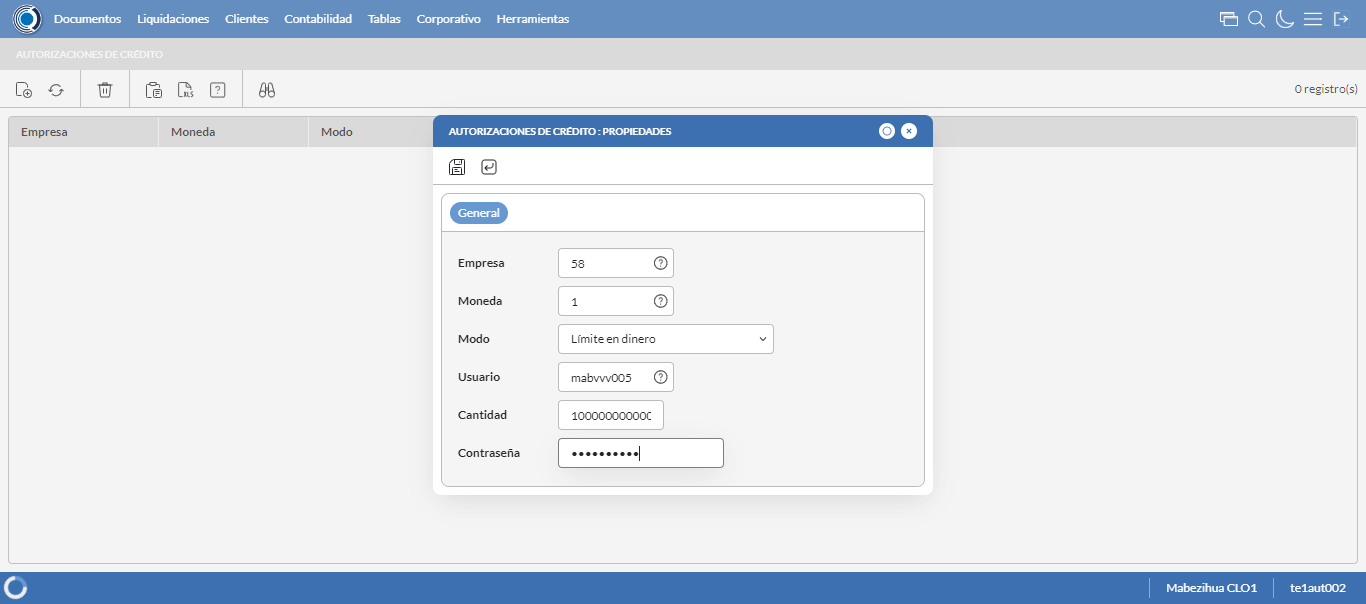 Documentos Liquidaciones Clientes Contabilidad Tablas Corporativo Herramientas
AUTORIZACIONES DE CRÉDITO
XLS ? 0 registro(s)
Empresa Moneda Modo
AUTORIZACIONES DE CRÉDITO : PROPIEDADES
General
Empresa 58 ?
Moneda 1 ?
Modo Límite en dinero
Usuario mabvvv005 ?
Cantidad
Contraseña ••••••••••
Mabezihua CLO1 te1aut002